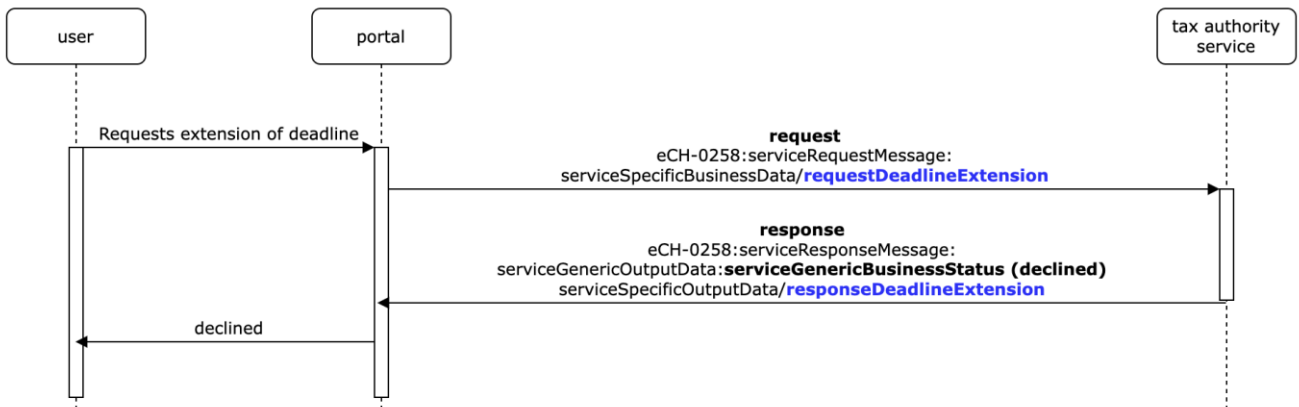 user
portal
tax authority
service
Requests extension of deadline
request
eCH-0258:serviceRequestMessage:
serviceSpecificBusinessData/requestDeadlineExtension
response
eCH-0258:serviceResponseMessage:
serviceGenericOutputData:serviceGenericBusinessStatus (declined)
serviceSpecificOutputData/responseDeadlineExtension
declined